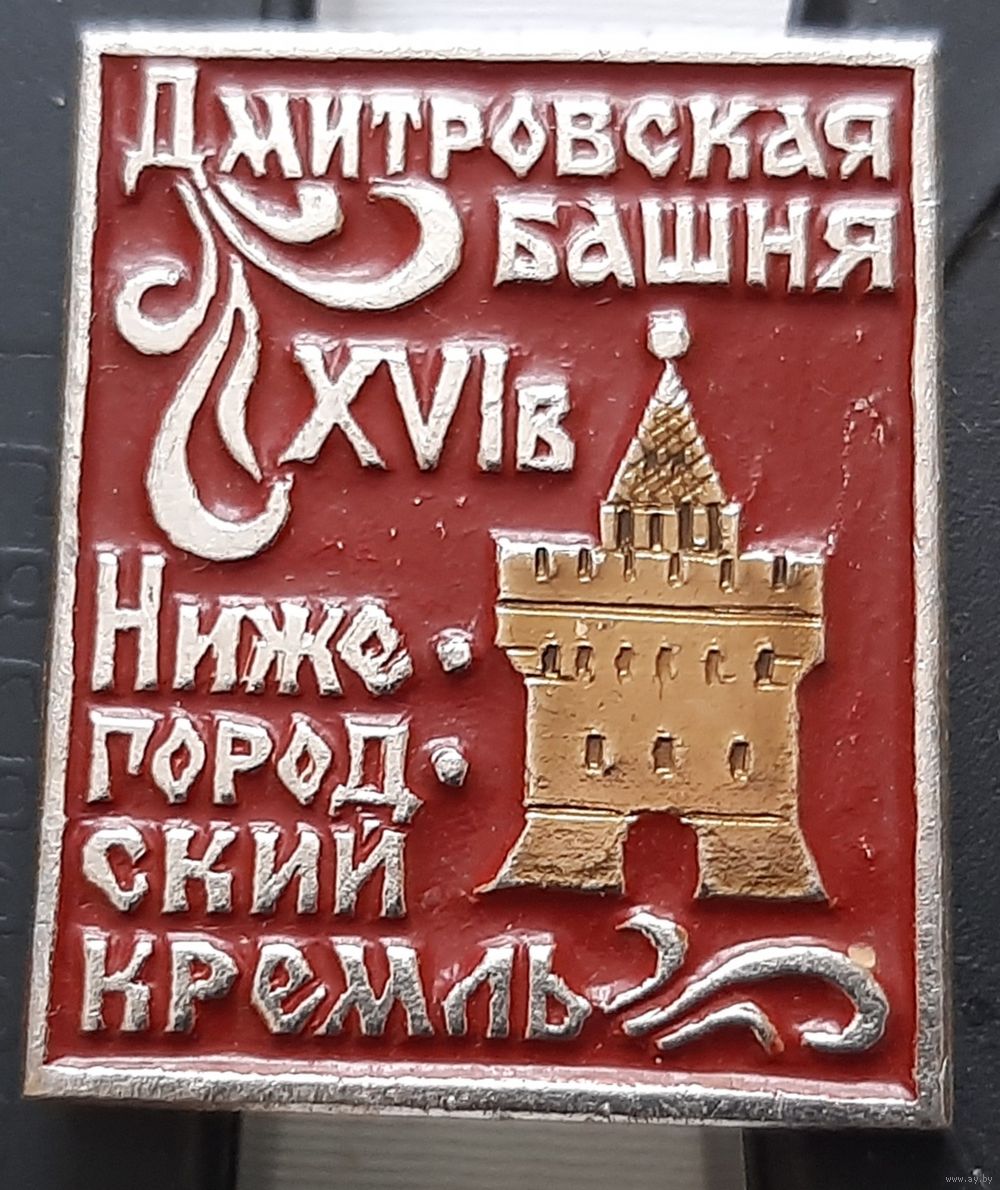 Дмитровская
башня
XVIв
Ниже·
город·
ский
кремль
www.ay.by